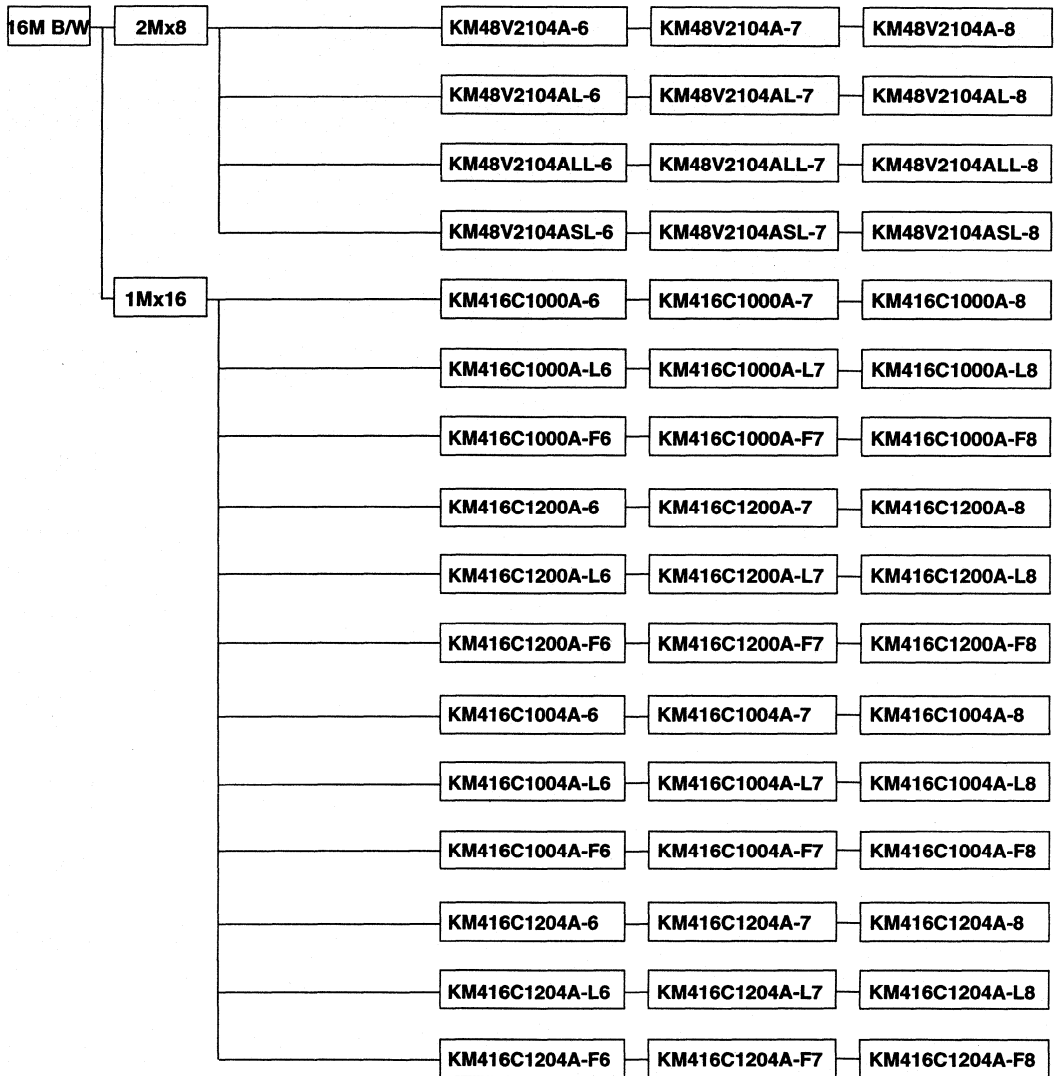 16M B/W 2Mx8 KM48V2104A-6 KM48V2104A-7 KM48V2104A-8
KM48V2104AL-6 KM48V2104AL-7 KM48V2104AL-8
KM48V2104ALL-6 KM48V2104ALL-7 KM48V2104ALL-8
KM48V2104ASL-6 KM48V2104ASL-7 KM48V2104ASL-8
1Mx16 KM416C1000A-6 KM416C1000A-7 KM416C1000A-8
KM416C1000A-L6 KM416C1000A-L7 KM416C1000A-L8
KM416C1000A-F6 KM416C1000A-F7 KM416C1000A-F8
KM416C1200A-6 KM416C1200A-7 KM416C1200A-8
KM416C1200A-L6 KM416C1200A-L7 KM416C1200A-L8
KM416C1200A-F6 KM416C1200A-F7 KM416C1200A-F8
KM416C1004A-6 KM416C1004A-7 KM416C1004A-8
KM416C1004A-L6 KM416C1004A-L7 KM416C1004A-L8
KM416C1004A-F6 KM416C1004A-F7 KM416C1004A-F8
KM416C1204A-6 KM416C1204A-7 KM416C1204A-8
KM416C1204A-L6 KM416C1204A-L7 KM416C1204A-L8
KM416C1204A-F6 KM416C1204A-F7 KM416C1204A-F8